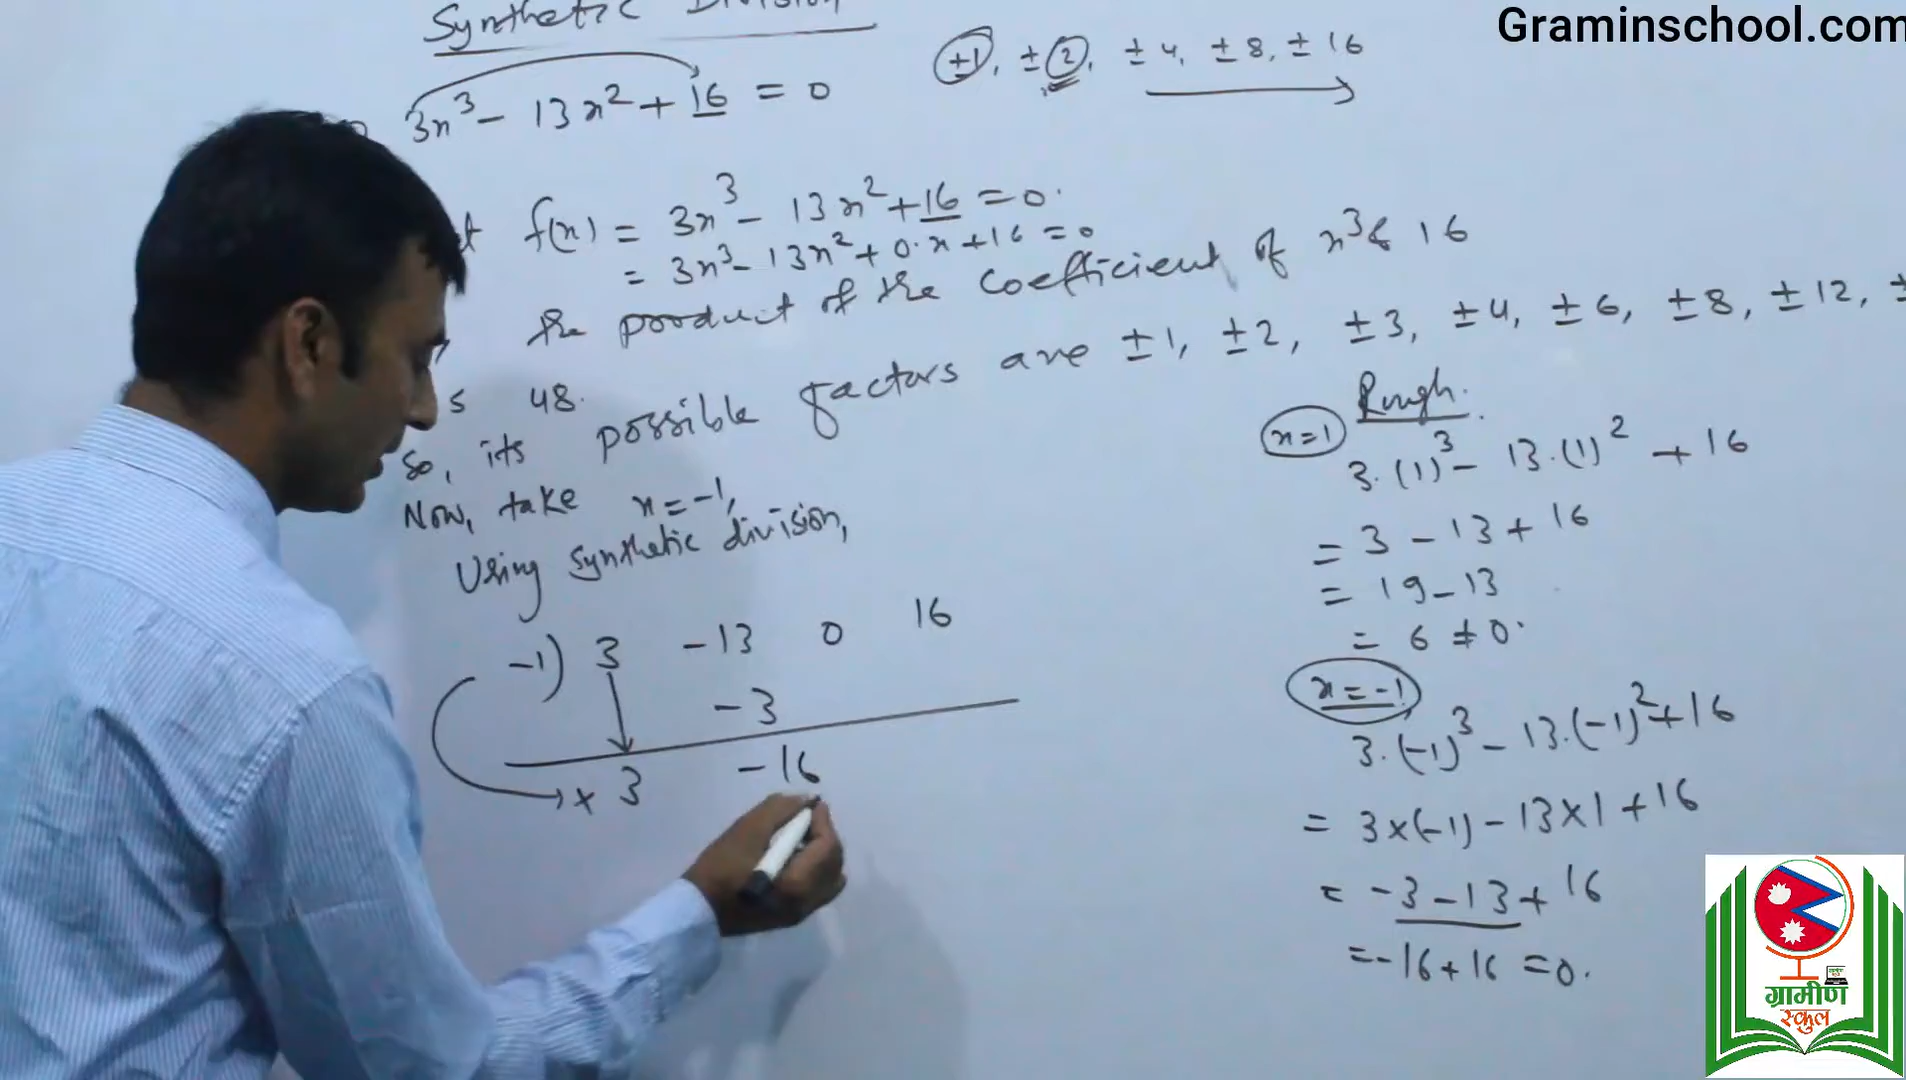 Graminschool.com
Synthetic Division
±1, ±2, ±4, ±8, ±16
3x³ - 13x² + 16 = 0
f(x) = 3x³ - 13x² + 16 = 0.
= 3x³ - 13x² + 0.x + 16 = 0
the product of the coefficient of x³ & 16
s 48.
So, its possible factors are ±1, ±2, ±3, ±4, ±6, ±8, ±12, ±
Now, take x = -1,
Using synthetic division,
-1) 3 -13 0 16
-3
x 3 -16
Rough.
x=1
3.(1)³ - 13.(1)² + 16
= 3 - 13 + 16
= 19 - 13
= 6 ≠ 0.
x = -1
3.(-1)³ - 13.(-1)² + 16
= 3x(-1) - 13x1 + 16
= -3 - 13 + 16
= -16 + 16 = 0.
ग्रामीण
स्कुल